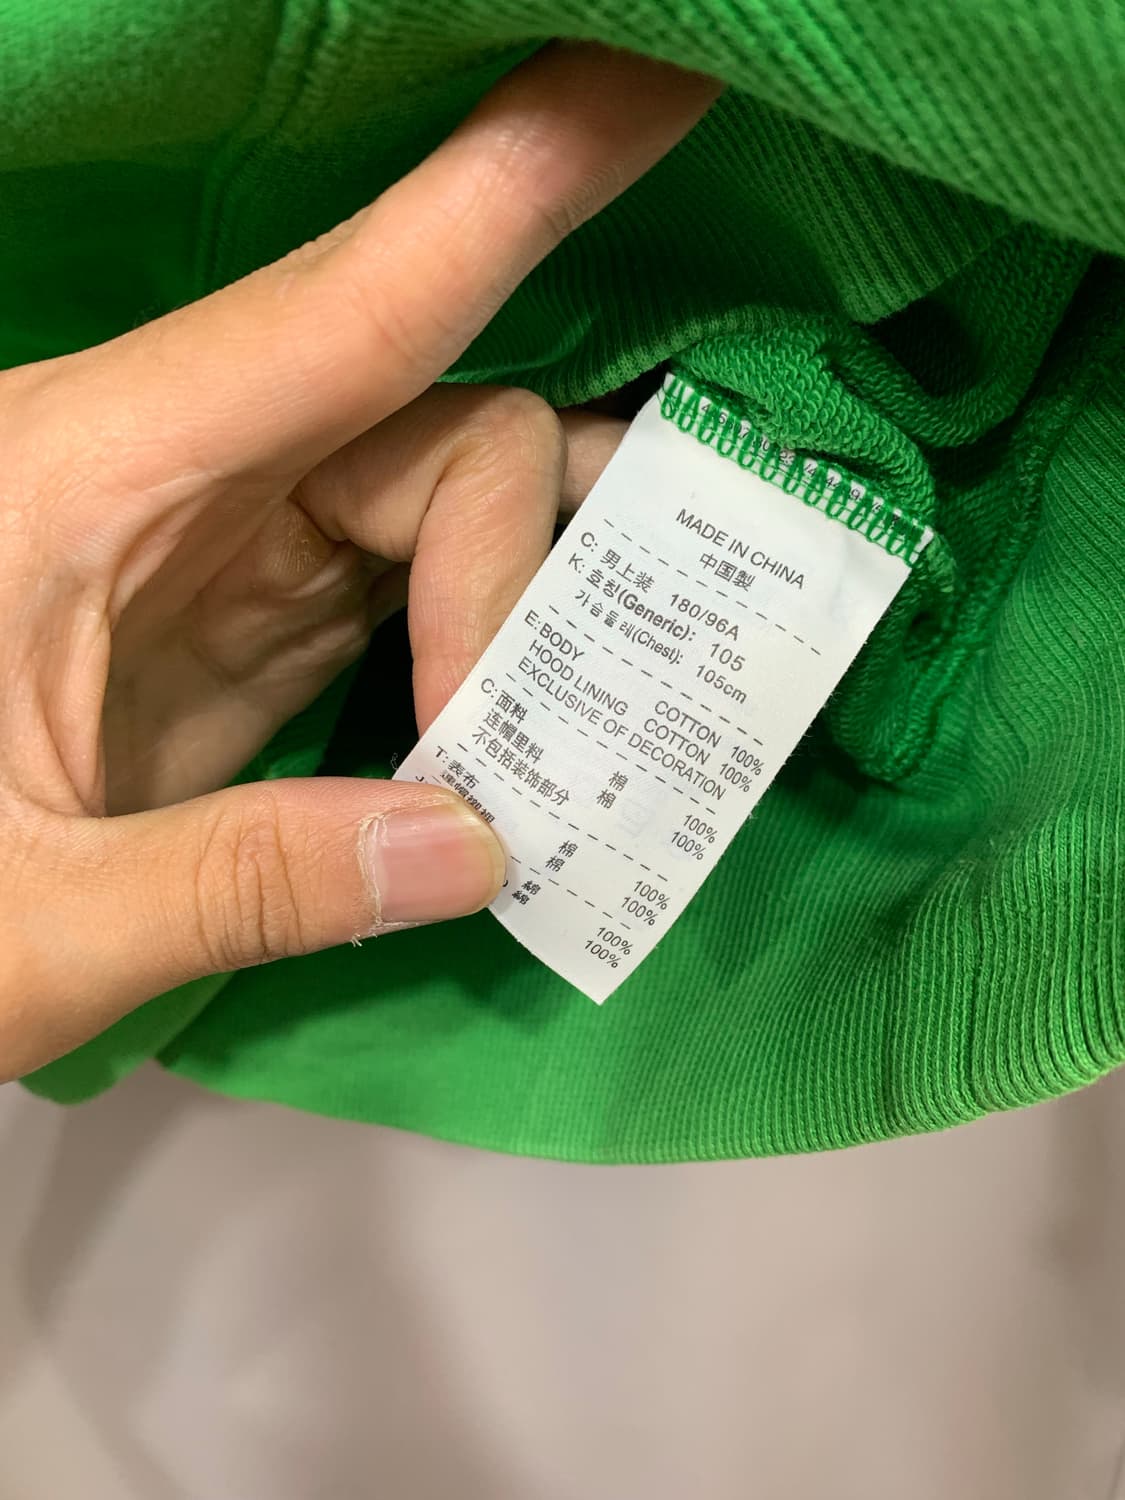 MADE IN CHINA
中国製
C: 男上装 180/96A
K: 호칭(Generic): 105
가슴둘레(Chest): 105cm
E: BODY COTTON 100%
HOOD LINING COTTON 100%
EXCLUSIVE OF DECORATION
C: 面料 棉 100%
连帽里料 棉 100%
不包括装饰部分
T: 表布 棉 100%
棉 100%
綿 100%
綿 100%